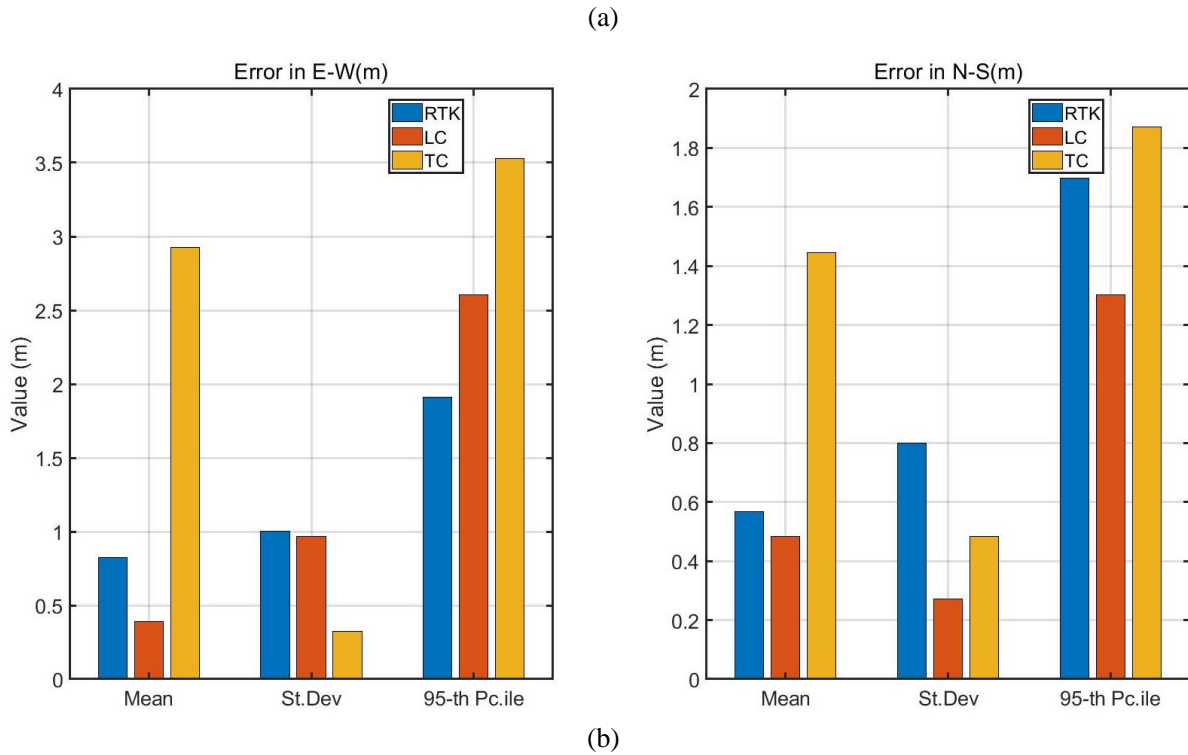 (a)
Error in E-W(m)
Value (m)
4
3.5
3
2.5
2
1.5
1
0.5
0
RTK
LC
TC
Mean St.Dev 95-th Pc.ile
Error in N-S(m)
Value (m)
2
1.8
1.6
1.4
1.2
1
0.8
0.6
0.4
0.2
0
RTK
LC
TC
Mean St.Dev 95-th Pc.ile
(b)